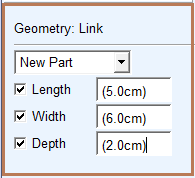 Geometry: Link
New Part
Length (5.0cm)
Width (6.0cm)
Depth (2.0cm)